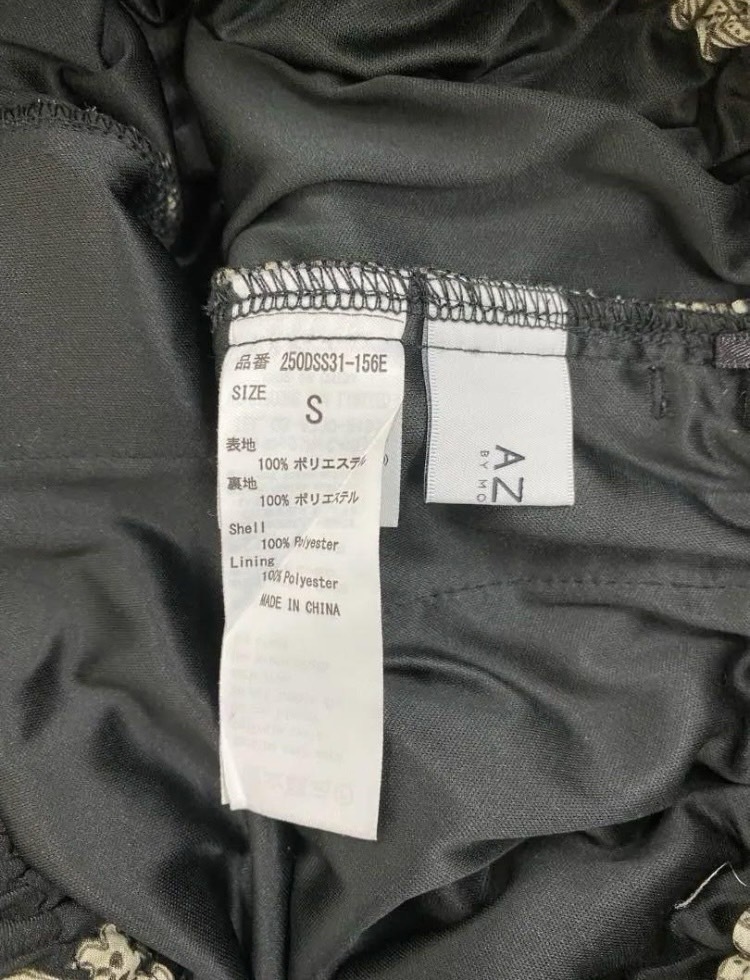 品番 250DSS31-156E
SIZE
S
表地
100% ポリエステル
裏地
100% ポリエステル
Shell
100% Polyester
Lining
100% Polyester
MADE IN CHINA
AZ
BY MO